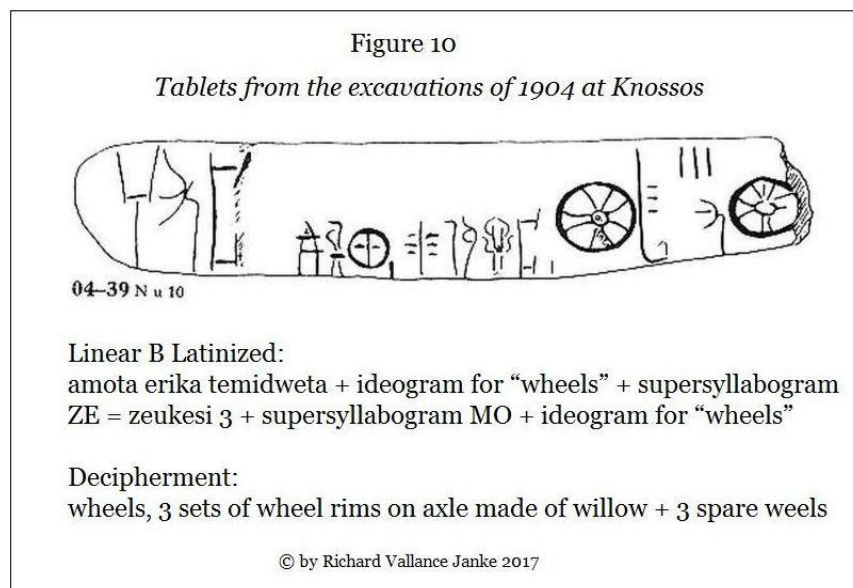 Figure 10
Tablets from the excavations of 1904 at Knossos
04–39 N u 10
Linear B Latinized:
amota erika temidweta + ideogram for “wheels” + supersyllabogram
ZE = zeukesi 3 + supersyllabogram MO + ideogram for “wheels”
Decipherment:
wheels, 3 sets of wheel rims on axle made of willow + 3 spare weels
© by Richard Vallance Janke 2017